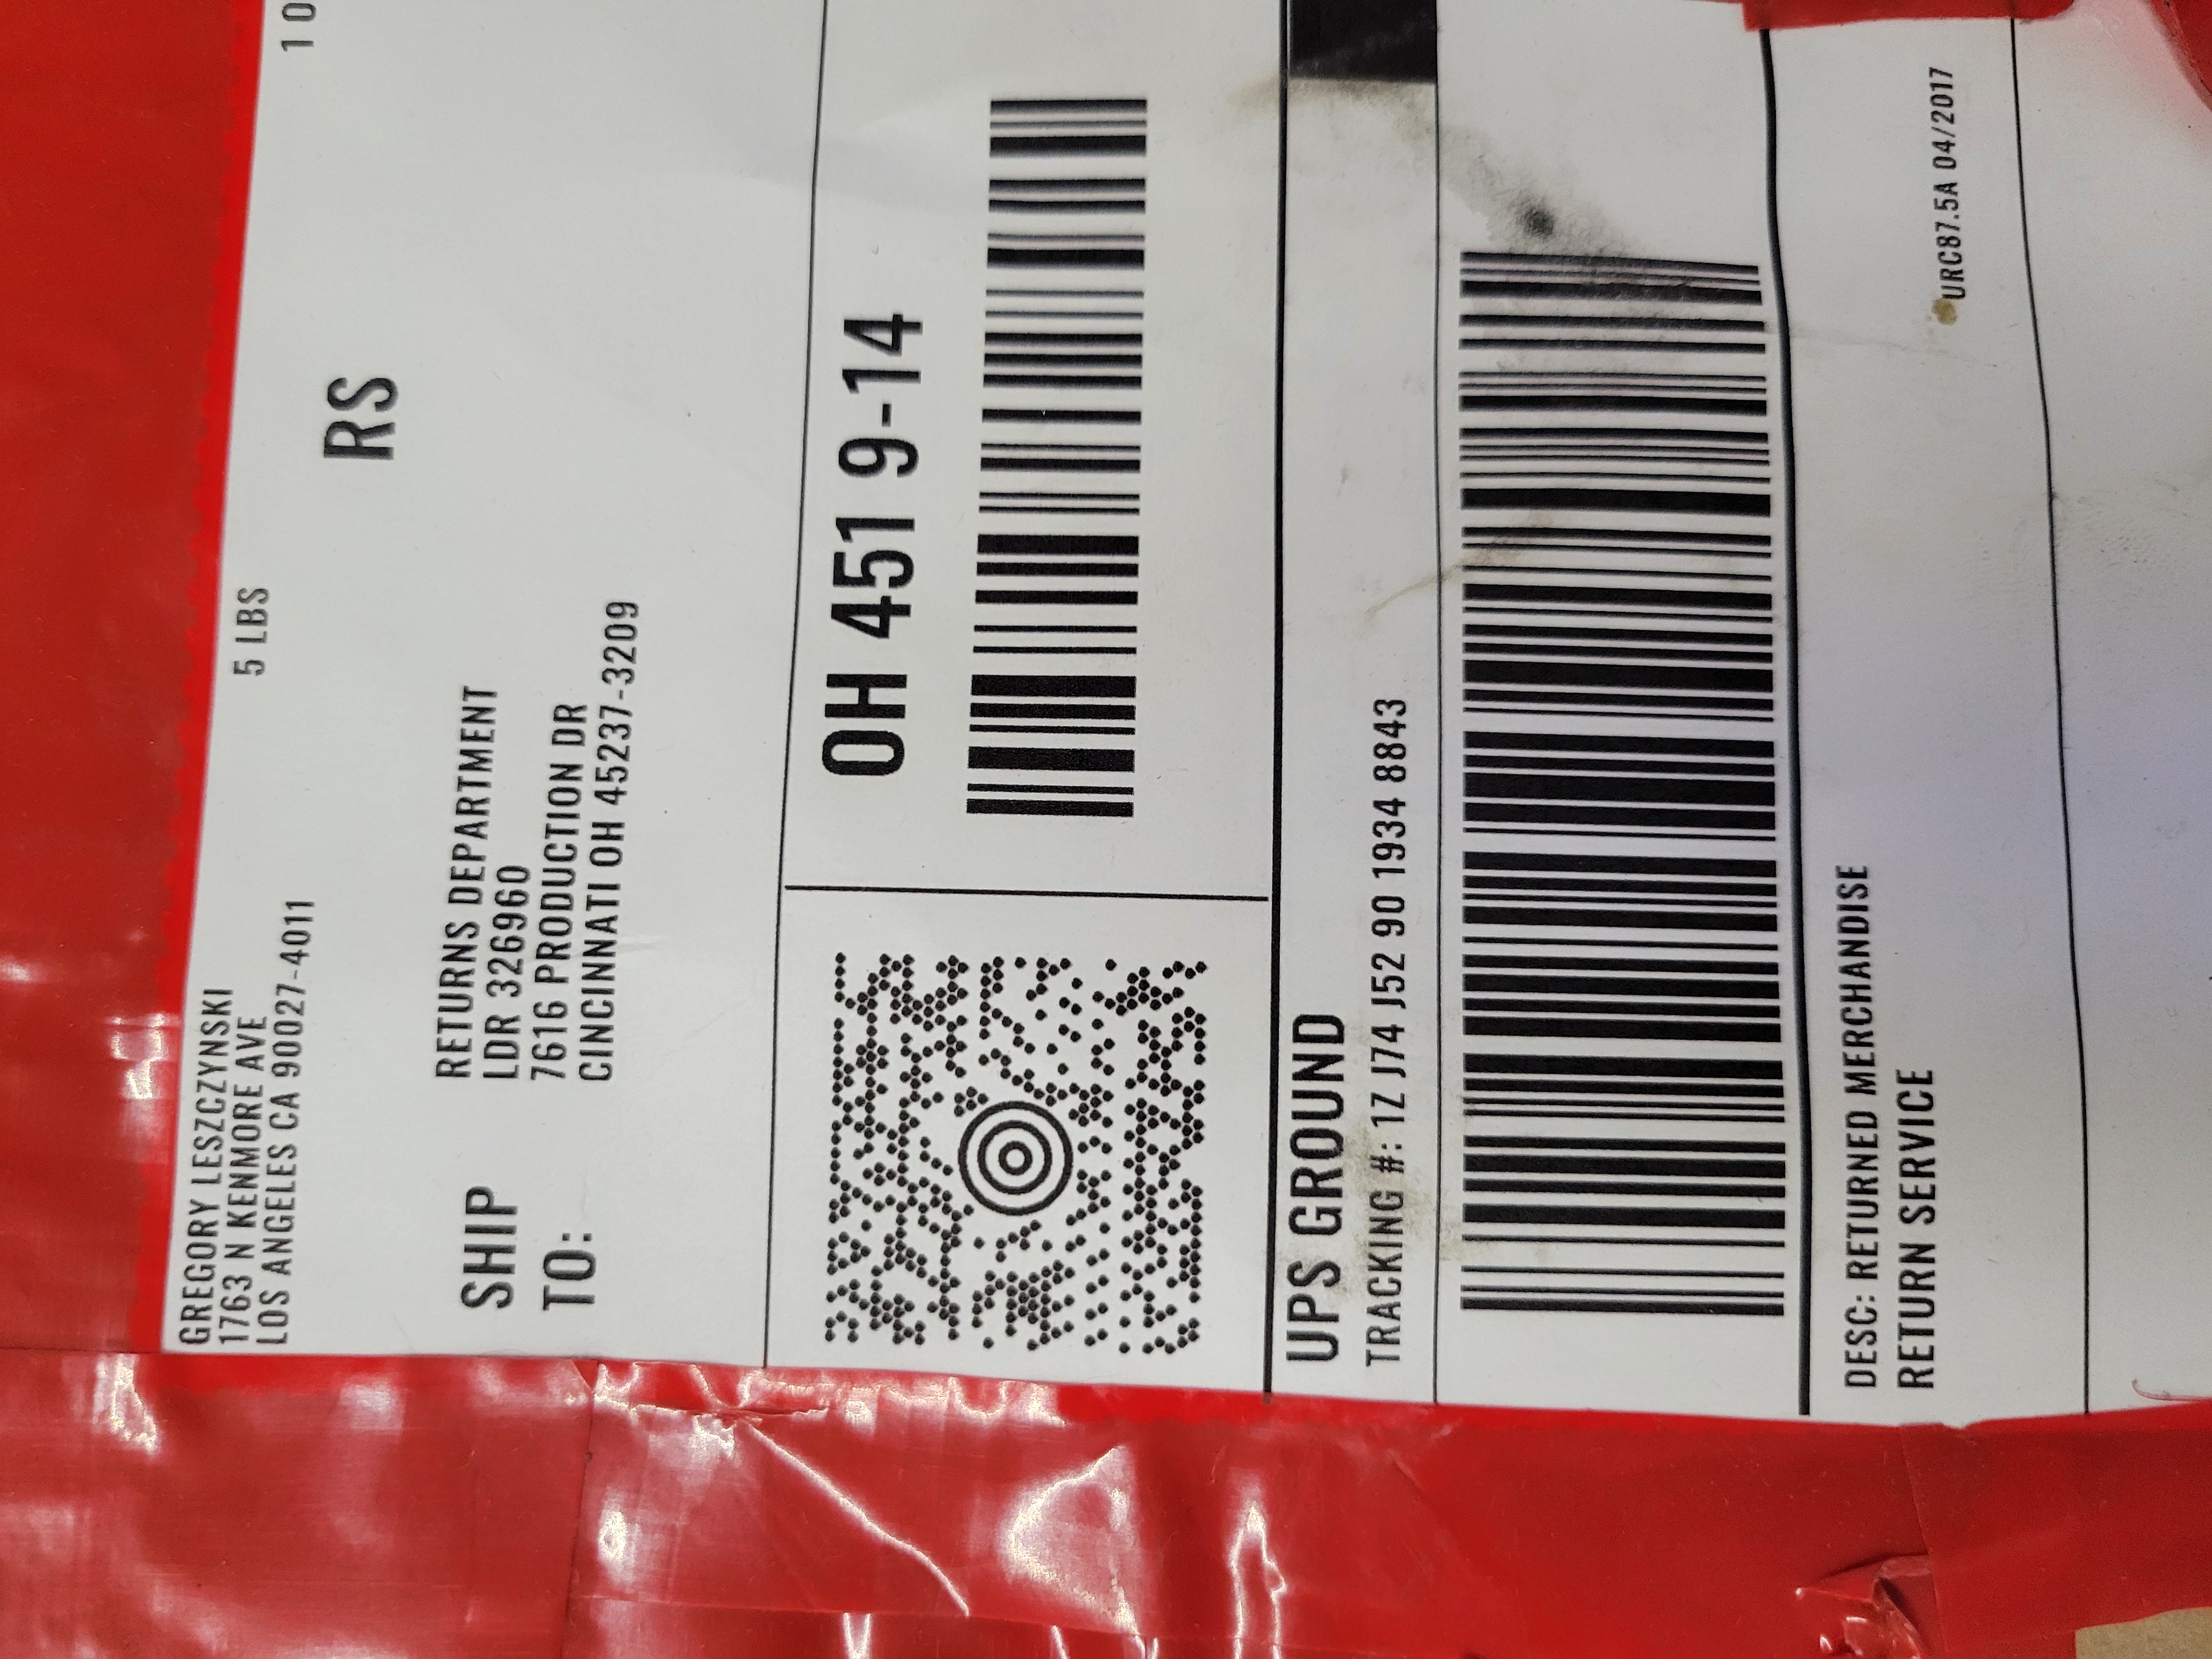 GREGORY LESZCZYNSKI
1763 N KENMORE AVE
LOS ANGELES CA 90027-4011
5 LBS
1 O
RS
SHIP
TO:
RETURNS DEPARTMENT
LDR 326960
7616 PRODUCTION DR
CINCINNATI OH 45237-3209
OH 451 9-14
UPS GROUND
TRACKING #: 1Z J74 J52 90 1934 8843
DESC: RETURNED MERCHANDISE
RETURN SERVICE
URC87.5A 04/2017